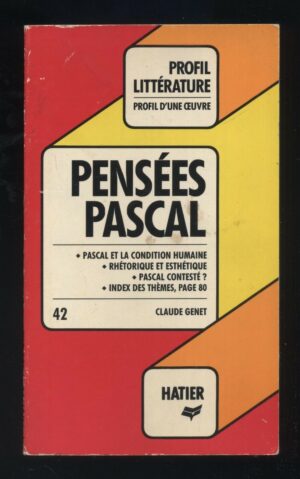 PROFIL
LITTÉRATURE
PROFIL D'UNE ŒUVRE
PENSÉES
PASCAL
✦ PASCAL ET LA CONDITION HUMAINE
✦ RHÉTORIQUE ET ESTHÉTIQUE
✦ PASCAL CONTESTÉ ?
✦ INDEX DES THÈMES, PAGE 80
42 CLAUDE GENET
HATIER